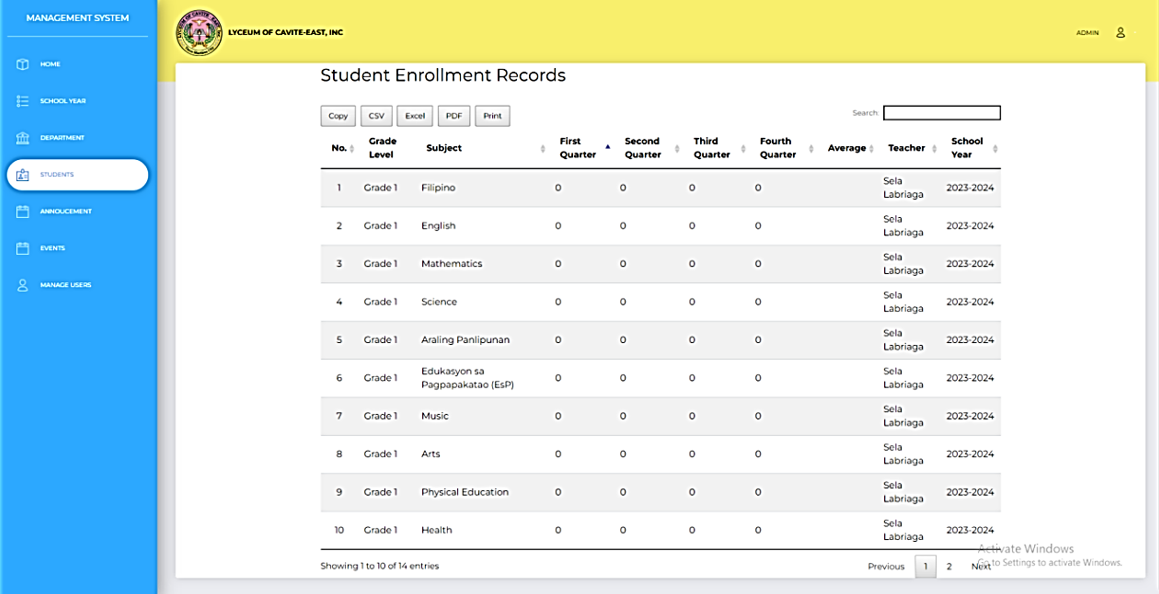 MANAGEMENT SYSTEM
HOME
SCHOOL YEAR
DEPARTMENT
STUDENTS
ANNOUCEMENT
EVENTS
MANAGE USERS
LYCEUM OF CAVITE-EAST, INC
ADMIN
Student Enrollment Records
Copy CSV Excel PDF Print
Search:
No. Grade Level Subject First Quarter Second Quarter Third Quarter Fourth Quarter Average Teacher School Year
1 Grade 1 Filipino 0 0 0 0 Sela Labriaga 2023-2024
2 Grade 1 English 0 0 0 0 Sela Labriaga 2023-2024
3 Grade 1 Mathematics 0 0 0 0 Sela Labriaga 2023-2024
4 Grade 1 Science 0 0 0 0 Sela Labriaga 2023-2024
5 Grade 1 Araling Panlipunan 0 0 0 0 Sela Labriaga 2023-2024
6 Grade 1 Edukasyon sa Pagpapakatao (EsP) 0 0 0 0 Sela Labriaga 2023-2024
7 Grade 1 Music 0 0 0 0 Sela Labriaga 2023-2024
8 Grade 1 Arts 0 0 0 0 Sela Labriaga 2023-2024
9 Grade 1 Physical Education 0 0 0 0 Sela Labriaga 2023-2024
10 Grade 1 Health 0 0 0 0 Sela Labriaga 2023-2024
Showing 1 to 10 of 14 entries
Previous 1 2 Next
Activate Windows
Go to Settings to activate Windows.